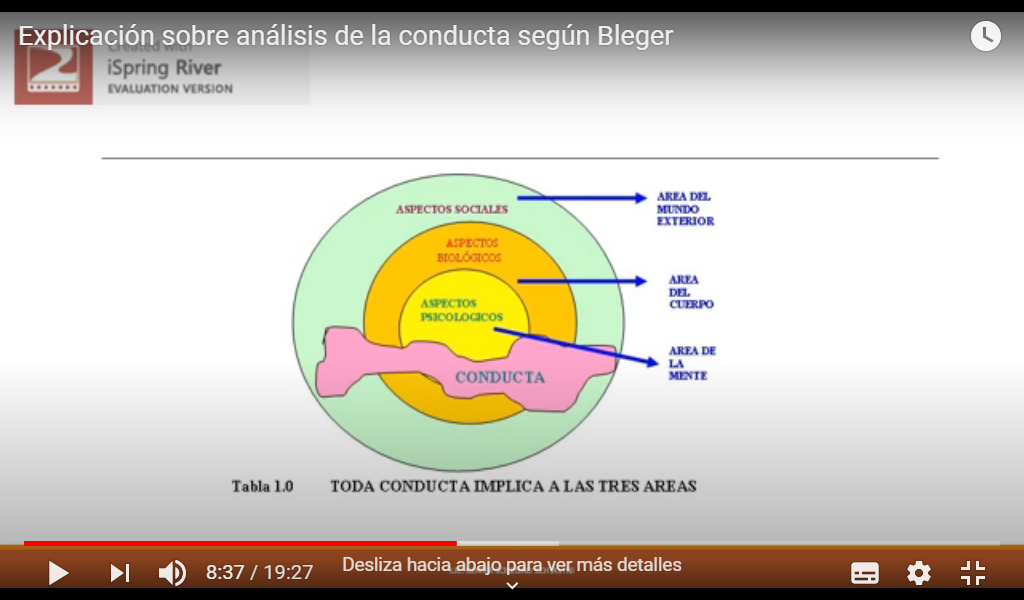 Explicación sobre análisis de la conducta según Bleger
Created with
iSpring River
EVALUATION VERSION
ASPECTOS SOCIALES
AREA DEL
MUNDO
EXTERIOR
ASPECTOS
BIOLÓGICOS
AREA
DEL
CUERPO
ASPECTOS
PSICOLOGICOS
AREA DE
LA
MENTE
CONDUCTA
Tabla 1.0 TODA CONDUCTA IMPLICA A LAS TRES AREAS
8:37 / 19:27
Desliza hacia abajo para ver más detalles